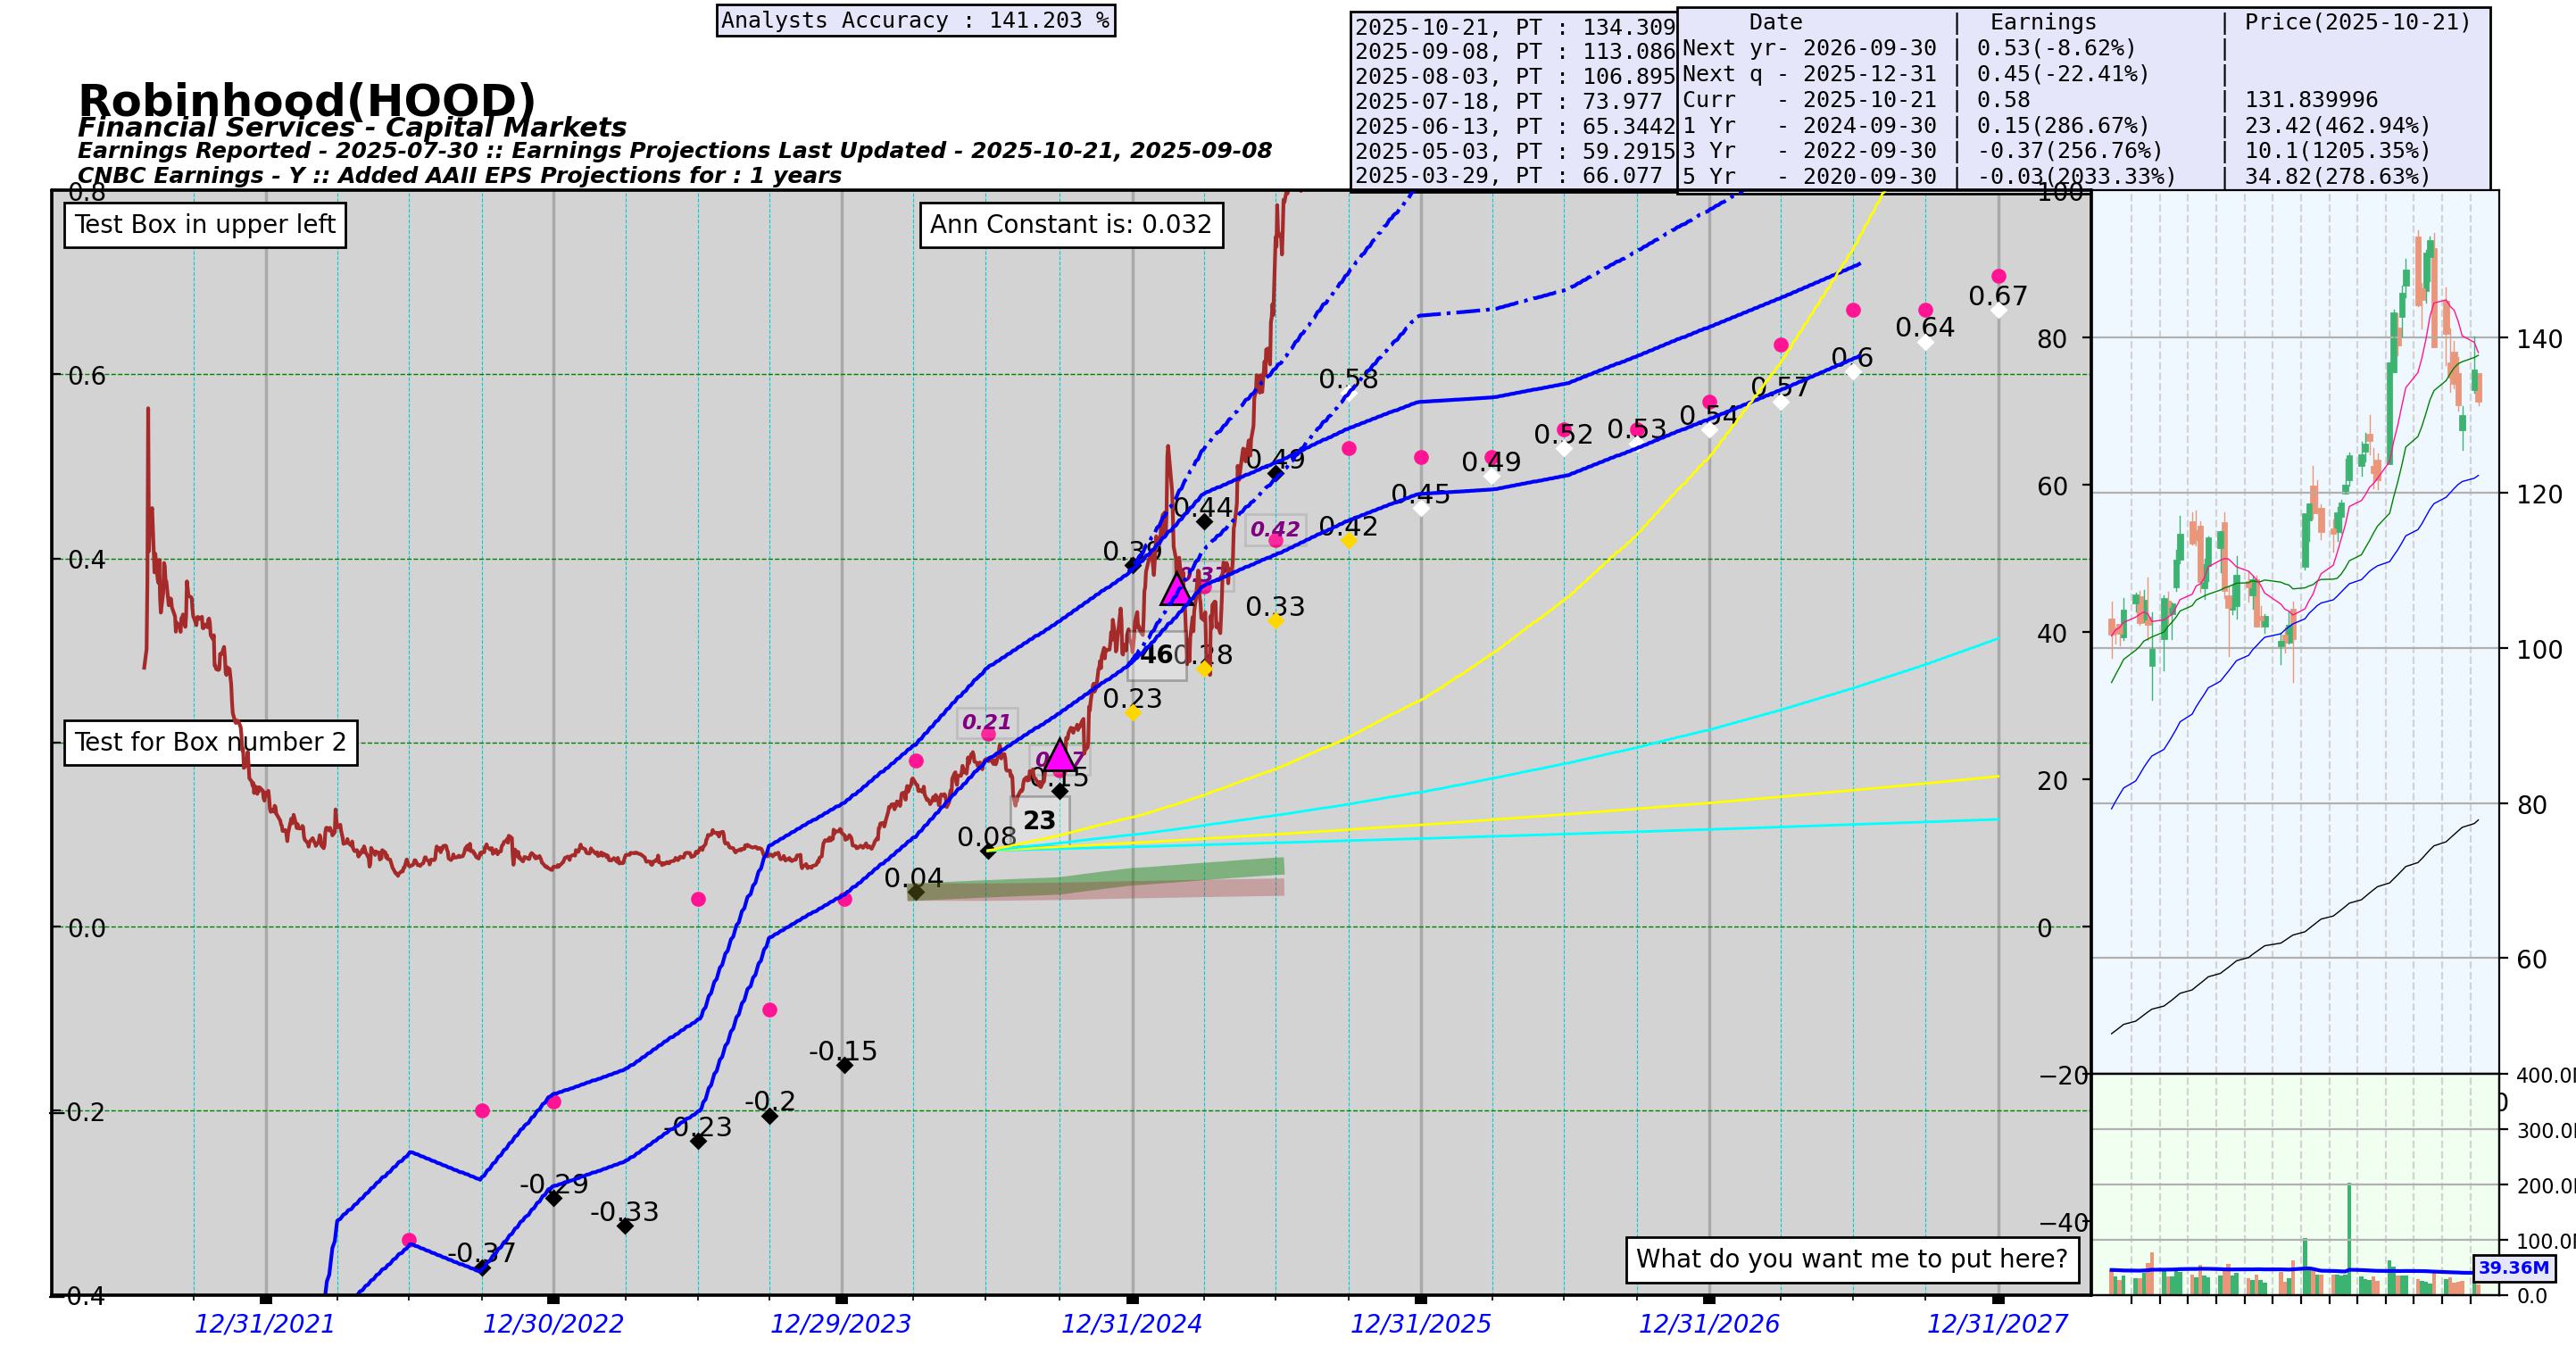 Analysts Accuracy : 141.203 %
2025-10-21, PT : 134.309
2025-09-08, PT : 113.086
2025-08-03, PT : 106.895
2025-07-18, PT : 73.977
2025-06-13, PT : 65.3442
2025-05-03, PT : 59.2915
2025-03-29, PT : 66.077
Date | Earnings | Price(2025-10-21)
Next yr- 2026-09-30 | 0.53(-8.62%) |
Next q - 2025-12-31 | 0.45(-22.41%) |
Curr - 2025-10-21 | 0.58 | 131.839996
1 Yr - 2024-09-30 | 0.15(286.67%) | 23.42(462.94%)
3 Yr - 2022-09-30 | -0.37(256.76%) | 10.1(1205.35%)
5 Yr - 2020-09-30 | -0.03(2033.33%) | 34.82(278.63%)
Robinhood(HOOD)
Financial Services - Capital Markets
Earnings Reported - 2025-07-30 :: Earnings Projections Last Updated - 2025-10-21, 2025-09-08
CNBC Earnings - Y :: Added AAII EPS Projections for : 1 years
Test Box in upper left
Ann Constant is: 0.032
Test for Box number 2
What do you want me to put here?
0.8
0.6
0.4
0.0
−0.2
−0.4
100
80
60
40
20
0
−20
−40
140
120
100
80
60
400.0
300.0
200.0
100.0
0.0
39.36M
-0.37
-0.29
-0.33
-0.23
-0.2
-0.15
0.04
0.08
0.21
0.15
23
0.23
0.39
46
0.28
0.37
0.44
0.33
0.42
0.49
0.42
0.58
0.45
0.49
0.52
0.53
0.54
0.57
0.6
0.64
0.67
12/31/2021
12/30/2022
12/29/2023
12/31/2024
12/31/2025
12/31/2026
12/31/2027